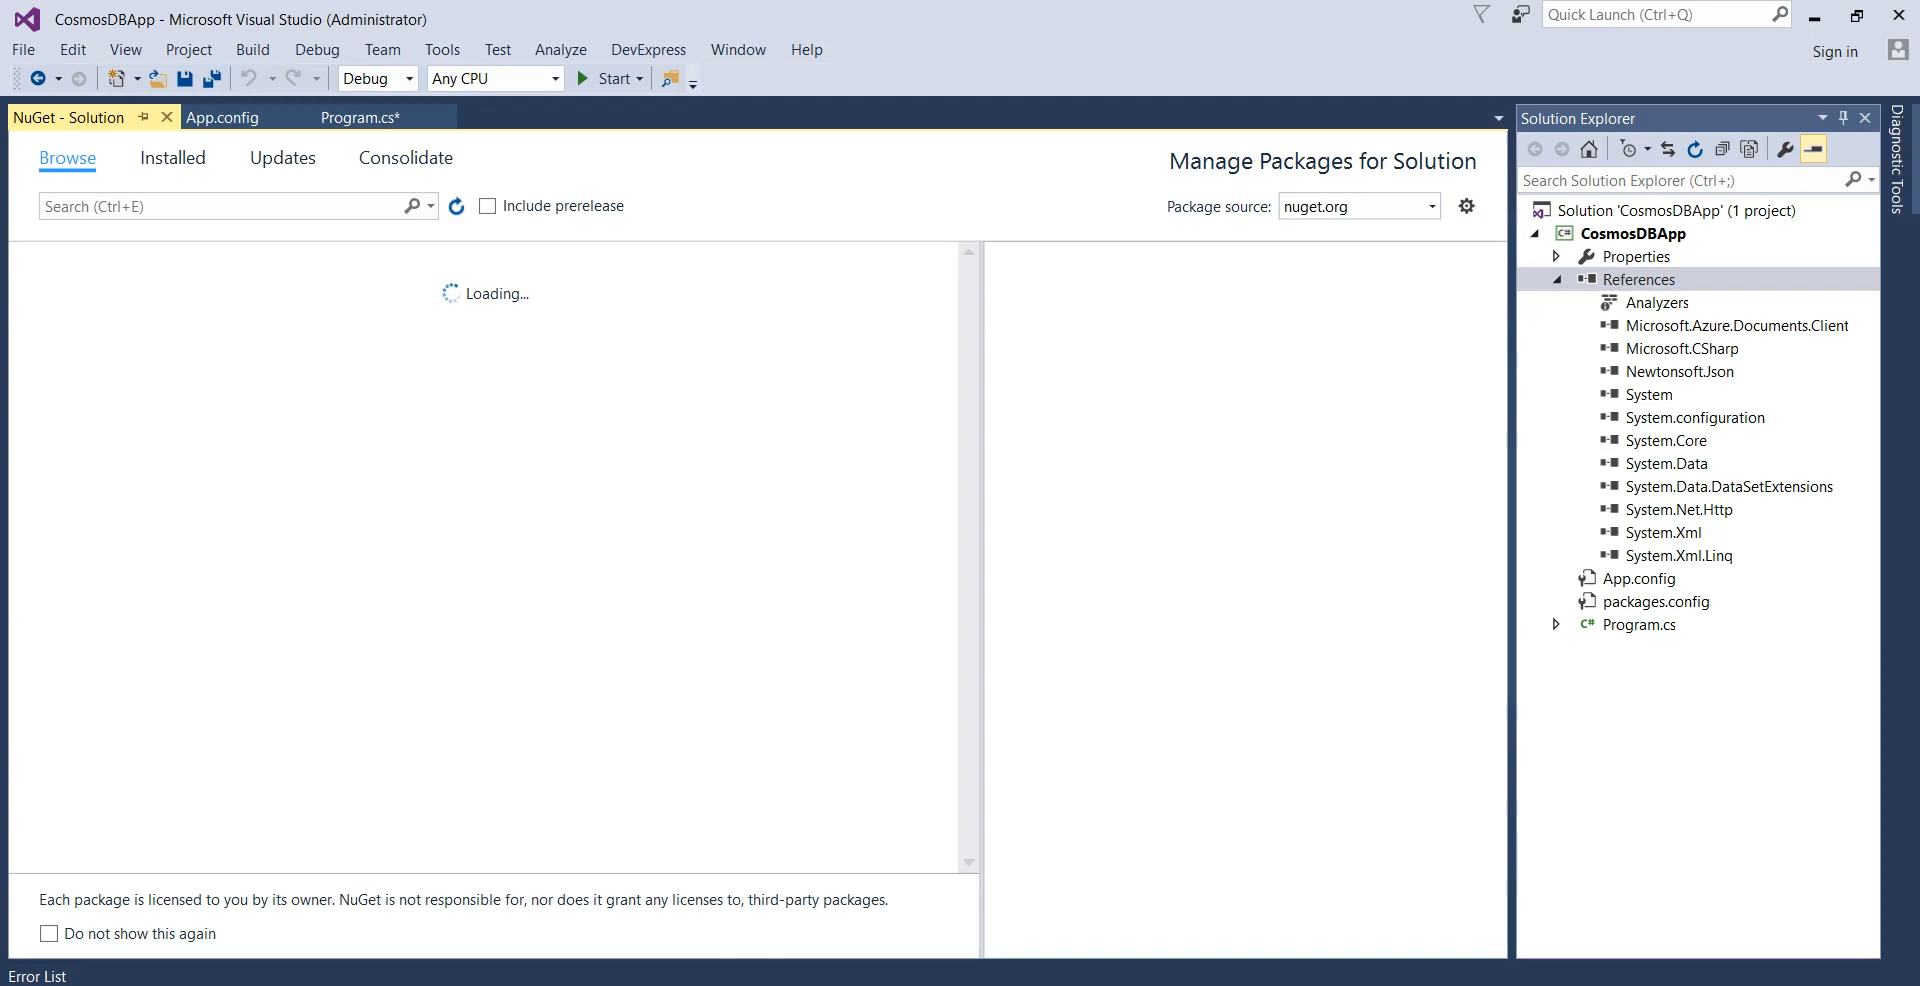 CosmosDBApp - Microsoft Visual Studio (Administrator)
Quick Launch (Ctrl+Q)
File Edit View Project Build Debug Team Tools Test Analyze DevExpress Window Help
Sign in
Debug Any CPU Start
NuGet - Solution App.config Program.cs*
Browse Installed Updates Consolidate
Manage Packages for Solution
Search (Ctrl+E) Include prerelease
Package source: nuget.org
Loading...
Each package is licensed to you by its owner. NuGet is not responsible for, nor does it grant any licenses to, third-party packages.
Do not show this again
Error List
Solution Explorer
Search Solution Explorer (Ctrl+;)
Solution 'CosmosDBApp' (1 project)
C# CosmosDBApp
Properties
References
Analyzers
Microsoft.Azure.Documents.Client
Microsoft.CSharp
Newtonsoft.Json
System
System.configuration
System.Core
System.Data
System.Data.DataSetExtensions
System.Net.Http
System.Xml
System.Xml.Linq
App.config
packages.config
C# Program.cs
Diagnostic Tools